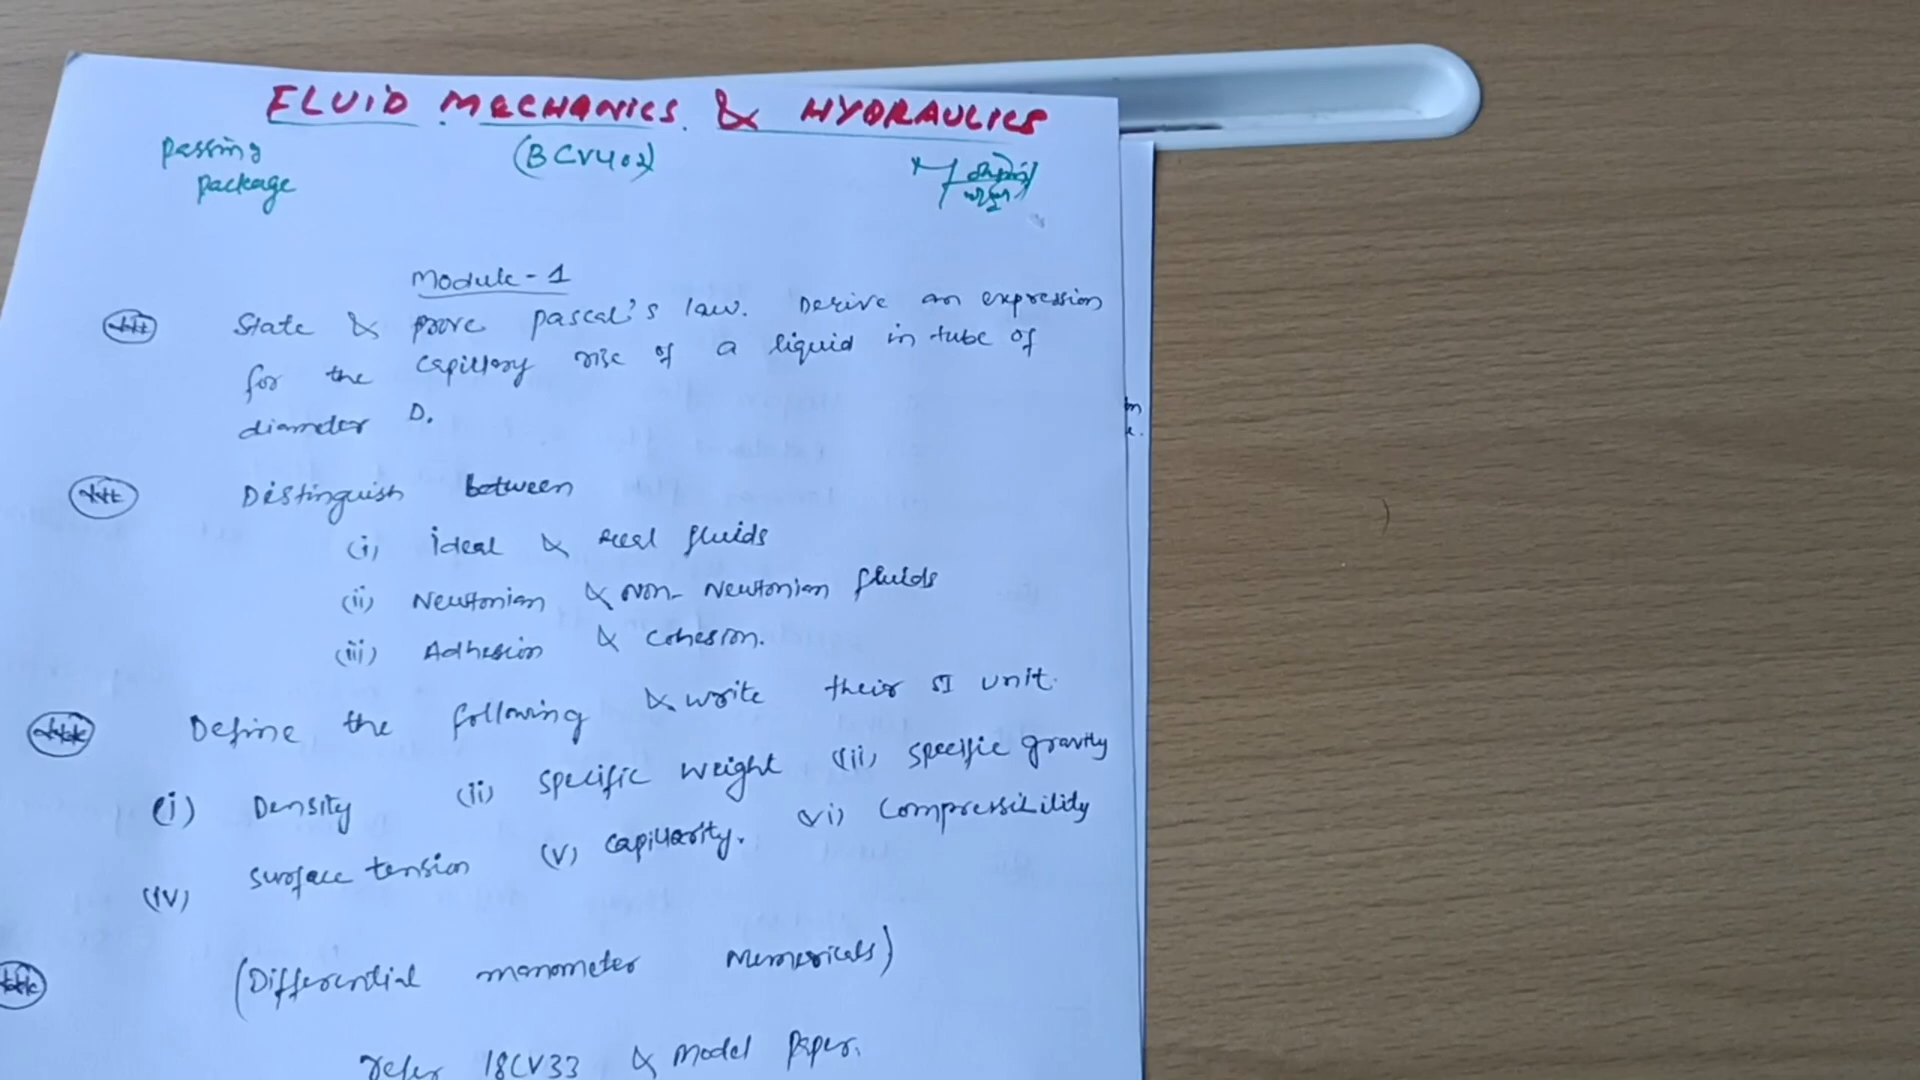 FLUID MECHANICS & HYDRAULICS
Passing
package
(BCV402)
Module-1
State & prove pascal's law. Derive an expression
for the capillary rise of a liquid in tube of
diameter D.
Distinguish between
(i) ideal & real fluids
(ii) Newtonian & Non-Newtonian fluids
(iii) Adhesion & Cohesion.
Define the following & write their SI unit.
(i) Density (ii) specific weight (iii) specific gravity
(iv) surface tension (v) capillarity. vi) Compressibility
(Differential manometer Numericals)
refer 18CV33 & Model Paper.